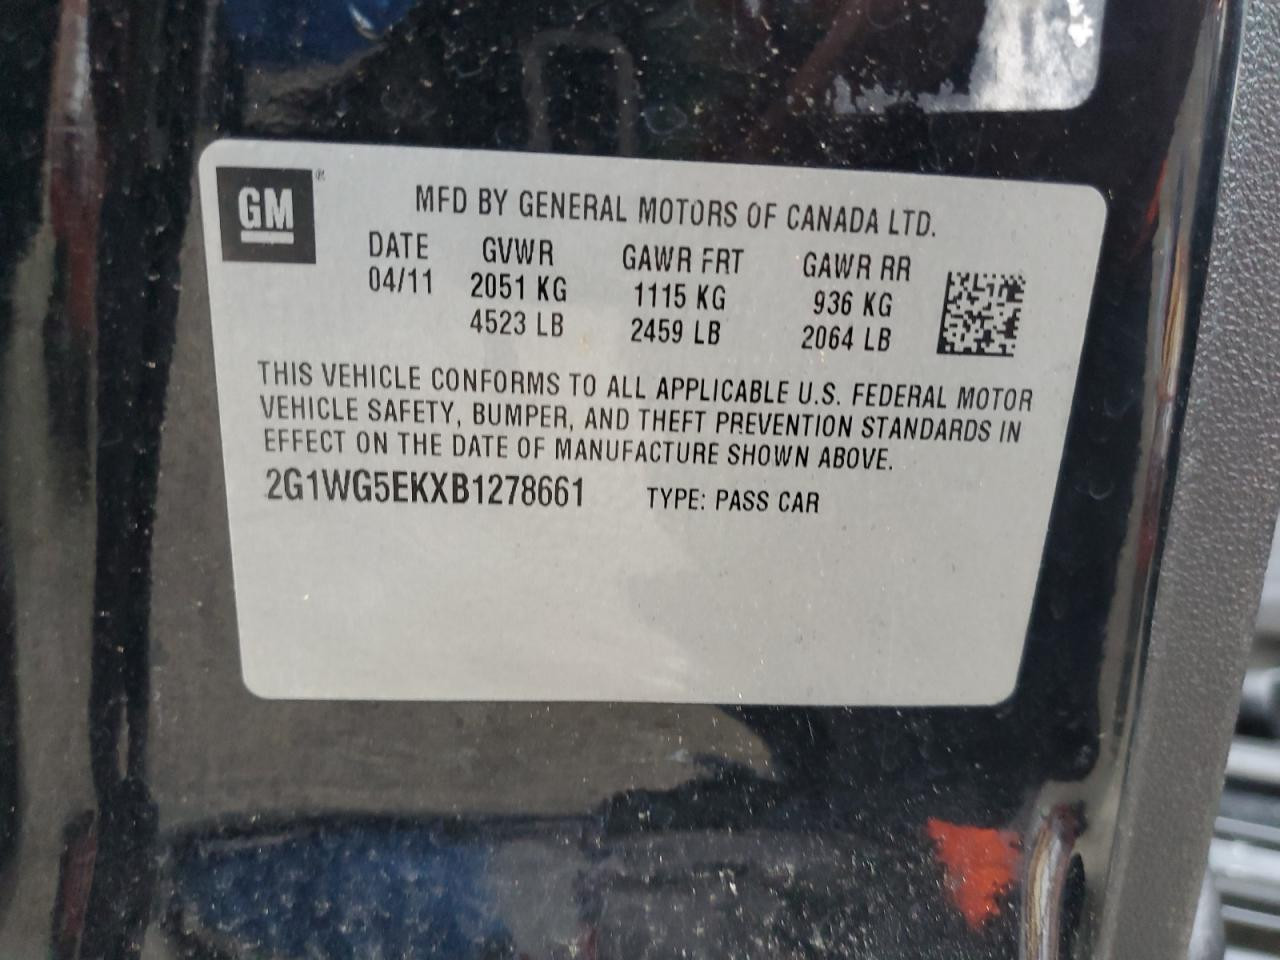 GM ®
MFD BY GENERAL MOTORS OF CANADA LTD.
DATE GVWR GAWR FRT GAWR RR
04/11 2051 KG 1115 KG 936 KG
4523 LB 2459 LB 2064 LB
THIS VEHICLE CONFORMS TO ALL APPLICABLE U.S. FEDERAL MOTOR
VEHICLE SAFETY, BUMPER, AND THEFT PREVENTION STANDARDS IN
EFFECT ON THE DATE OF MANUFACTURE SHOWN ABOVE.
2G1WG5EKXB1278661 TYPE: PASS CAR